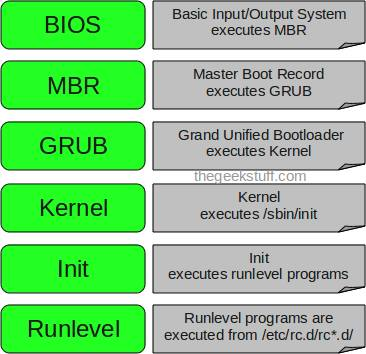 BIOS
Basic Input/Output System
executes MBR
MBR
Master Boot Record
executes GRUB
GRUB
Grand Unified Bootloader
executes Kernel
thegeekstuff.com
Kernel
Kernel
executes /sbin/init
Init
Init
executes runlevel programs
Runlevel
Runlevel programs are
executed from /etc/rc.d/rc*.d/